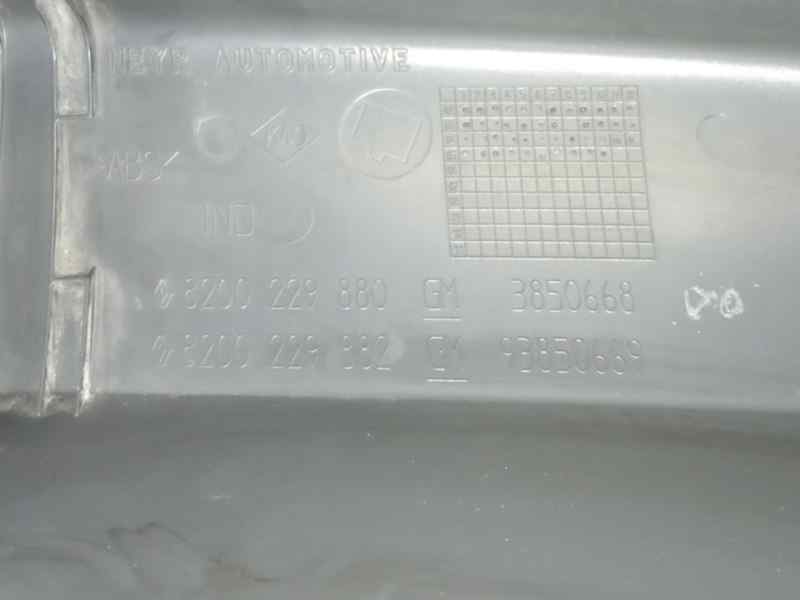 AUTOMOTIVE
>ABS<
IND
8200 229 880 GM 3850668
8200 229 882 GM 93850669